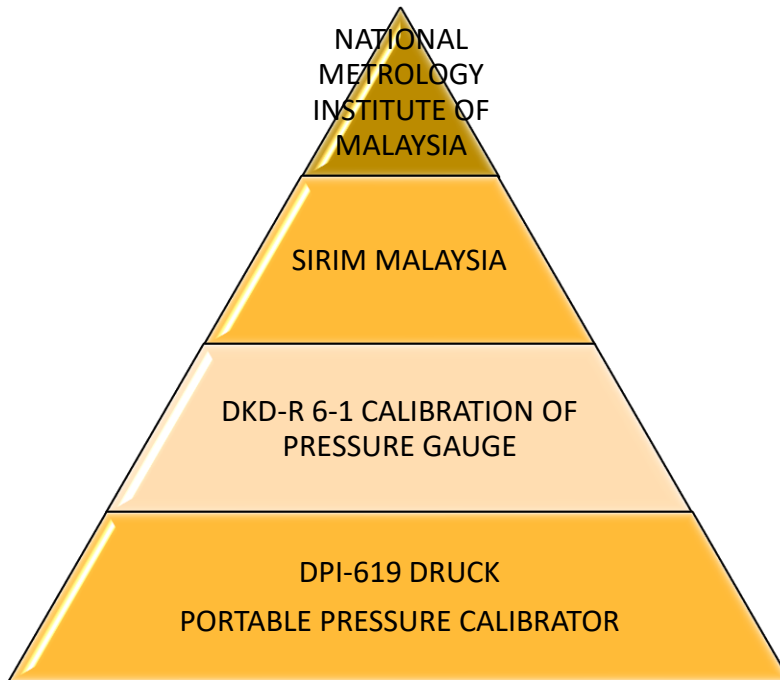 NATIONAL
METROLOGY
INSTITUTE OF
MALAYSIA
SIRIM MALAYSIA
DKD-R 6-1 CALIBRATION OF
PRESSURE GAUGE
DPI-619 DRUCK
PORTABLE PRESSURE CALIBRATOR